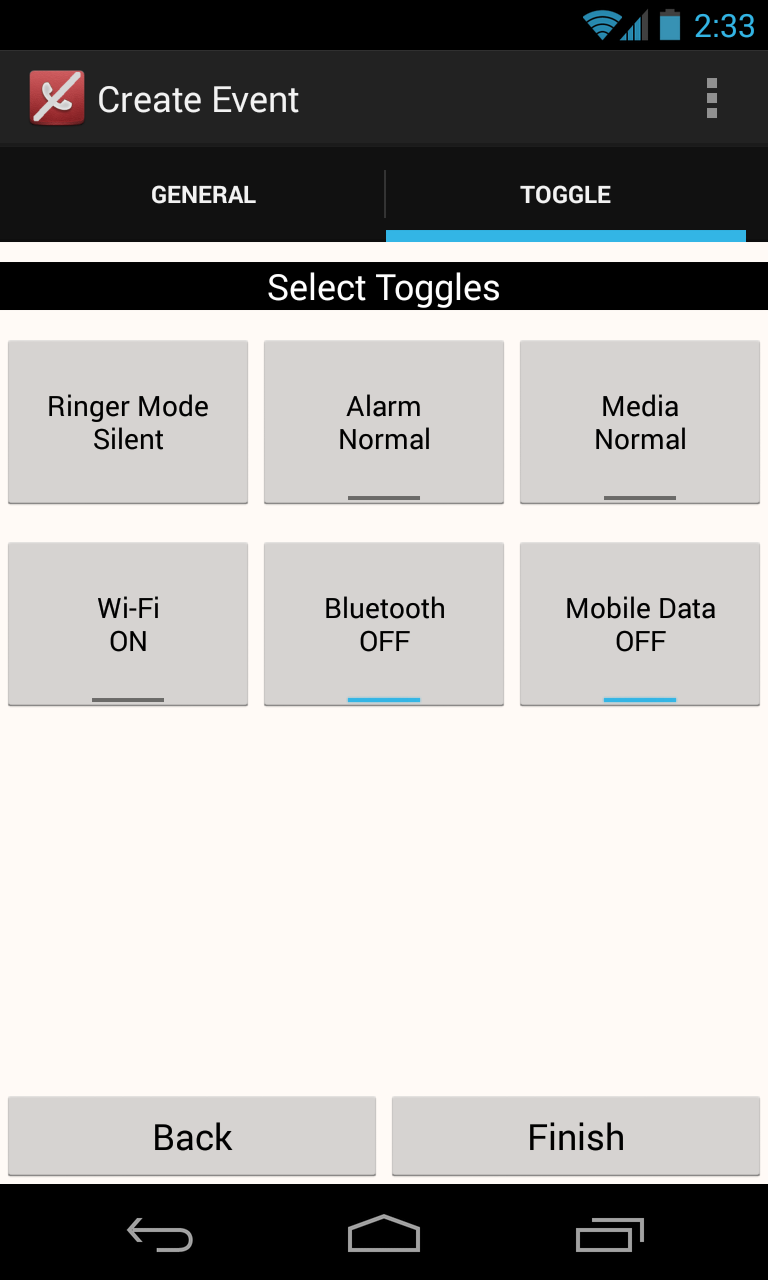 2:33
Create Event
GENERAL
TOGGLE
Select Toggles
Ringer Mode
Silent
Alarm
Normal
Media
Normal
Wi-Fi
ON
Bluetooth
OFF
Mobile Data
OFF
Back
Finish